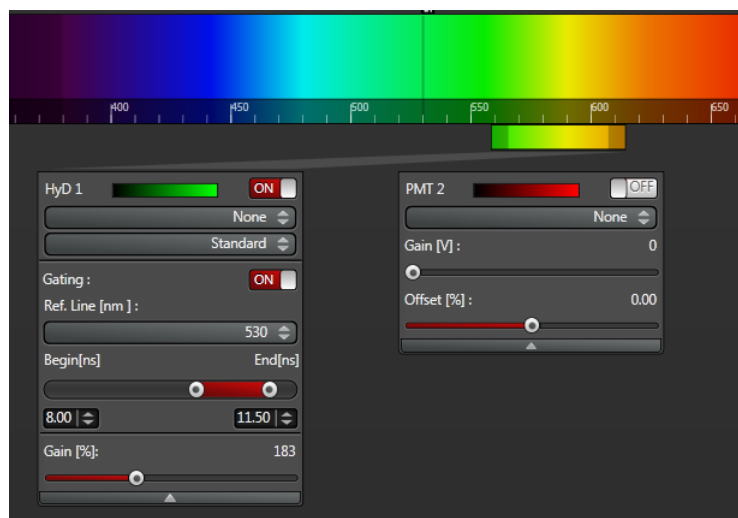 400 450 500 550 600 650
HyD 1 ON
None
Standard
Gating : ON
Ref. Line [nm ] :
530
Begin[ns] End[ns]
8.00 11.50
Gain [%]: 183
PMT 2 OFF
None
Gain [V] : 0
Offset [%] : 0.00